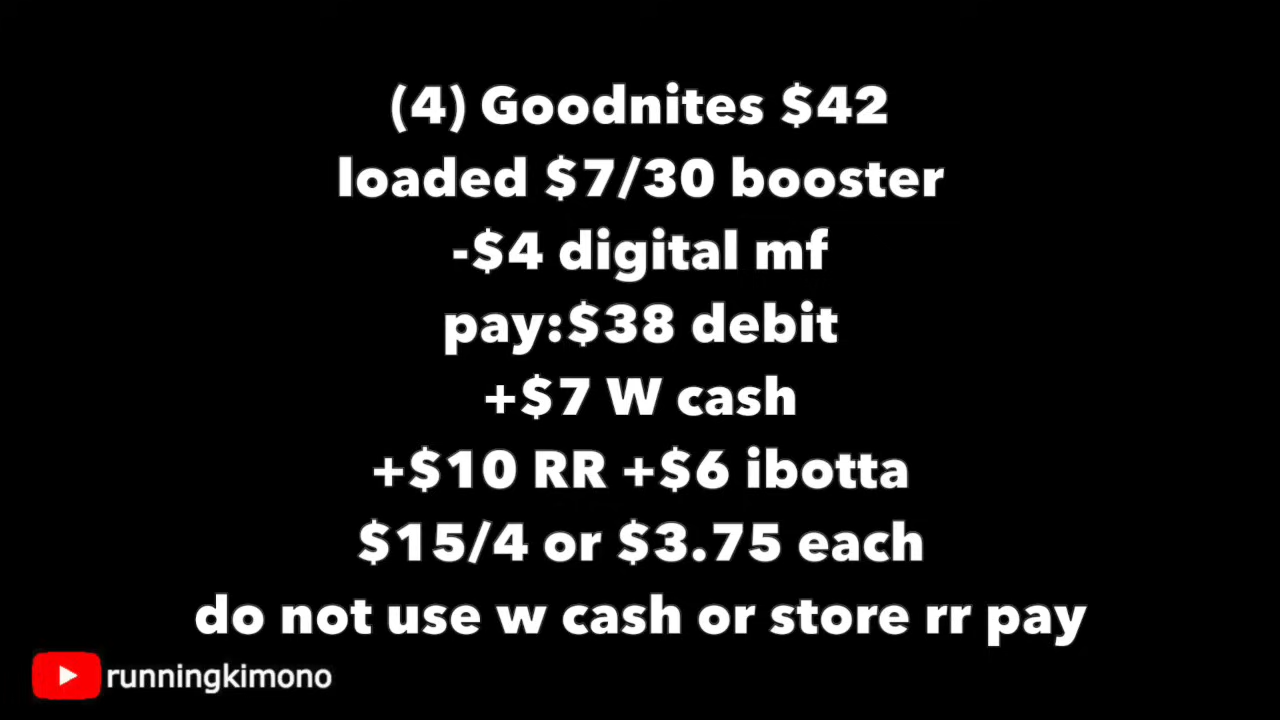 (4) Goodnites $42
loaded $7/30 booster
-$4 digital mf
pay:$38 debit
+$7 W cash
+$10 RR +$6 ibotta
$15/4 or $3.75 each
do not use w cash or store rr pay
runningkimono